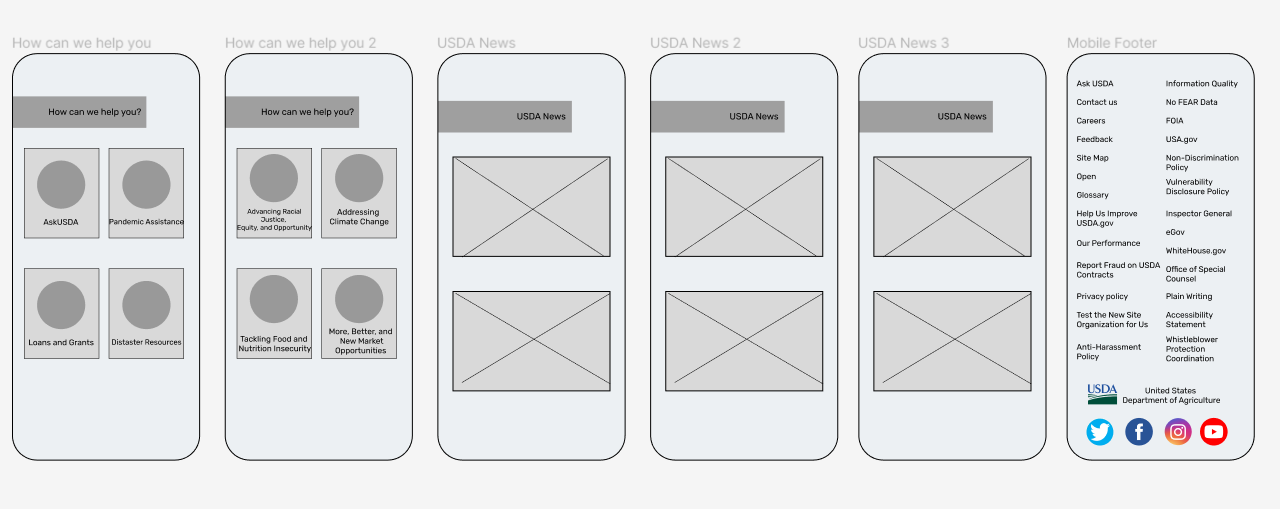 How can we help you
How can we help you?
AskUSDA
Pandemic Assistance
Loans and Grants
Distaster Resources
How can we help you 2
How can we help you?
Advancing Racial
Justice,
Equity, and Opportunity
Addressing
Climate Change
Tackling Food and
Nutrition Insecurity
More, Better, and
New Market
Opportunities
USDA News
USDA News
USDA News 2
USDA News
USDA News 3
USDA News
Mobile Footer
Ask USDA
Contact us
Careers
Feedback
Site Map
Open
Glossary
Help Us Improve
USDA.gov
Our Performance
Report Fraud on USDA
Contracts
Privacy policy
Test the New Site
Organization for Us
Anti-Harassment
Policy
Information Quality
No FEAR Data
FOIA
USA.gov
Non-Discrimination
Policy
Vulnerability
Disclosure Policy
Inspector General
eGov
WhiteHouse.gov
Office of Special
Counsel
Plain Writing
Accessibility
Statement
Whistleblower
Protection
Coordination
USDA
United States
Department of Agriculture